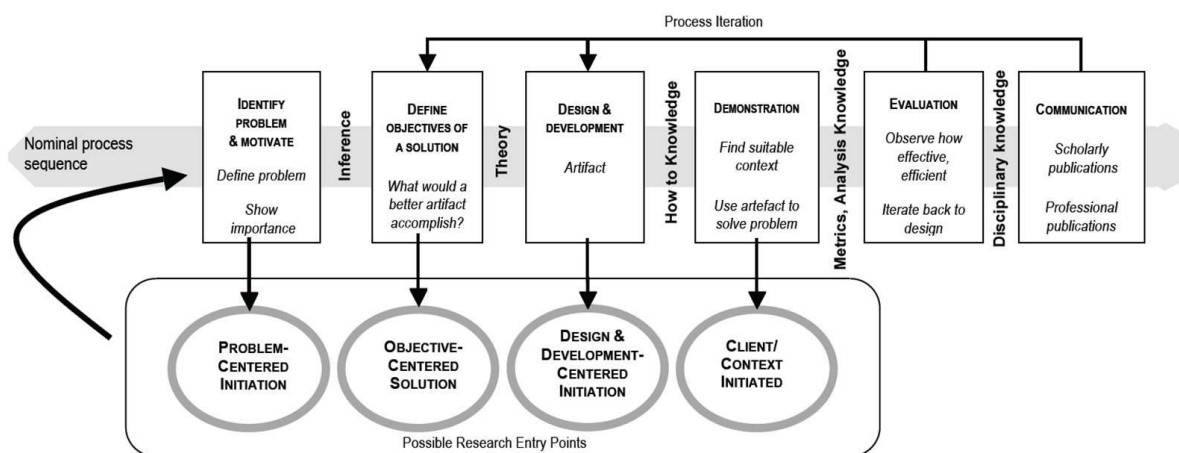 Process Iteration
Nominal process
sequence
IDENTIFY
PROBLEM
& MOTIVATE
Define problem
Show
importance
Inference
DEFINE
OBJECTIVES OF
A SOLUTION
What would a
better artifact
accomplish?
Theory
DESIGN &
DEVELOPMENT
Artifact
How to Knowledge
DEMONSTRATION
Find suitable
context
Use artefact to
solve problem
Metrics, Analysis Knowledge
EVALUATION
Observe how
effective,
efficient
Iterate back to
design
Disciplinary knowledge
COMMUNICATION
Scholarly
publications
Professional
publications
PROBLEM-
CENTERED
INITIATION
OBJECTIVE-
CENTERED
SOLUTION
DESIGN &
DEVELOPMENT-
CENTERED
INITIATION
CLIENT/
CONTEXT
INITIATED
Possible Research Entry Points